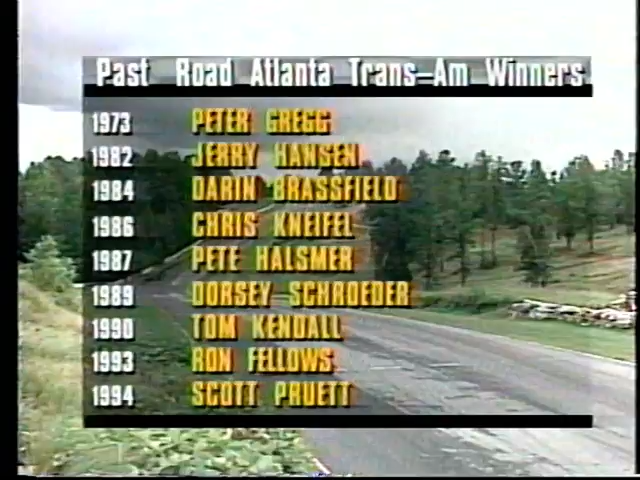 Past Road Atlanta Trans-Am Winners
1973 PETER GREGG
1982 JERRY HANSEN
1984 DARIN BRASSFIELD
1986 CHRIS KNEIFEL
1987 PETE HALSMER
1989 DORSEY SCHROEDER
1990 TOM KENDALL
1993 RON FELLOWS
1994 SCOTT PRUETT